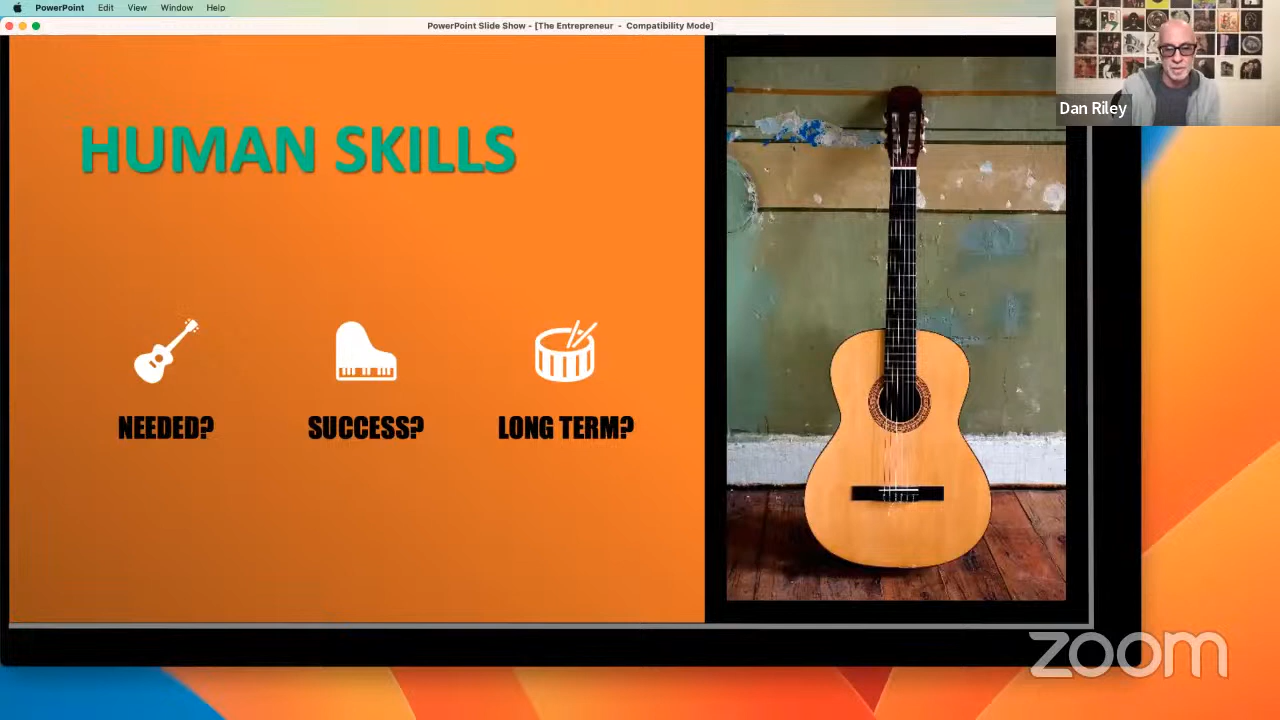 PowerPoint Edit View Window Help
PowerPoint Slide Show - [The Entrepreneur - Compatibility Mode]
Dan Riley
HUMAN SKILLS
NEEDED? SUCCESS? LONG TERM?
zoom